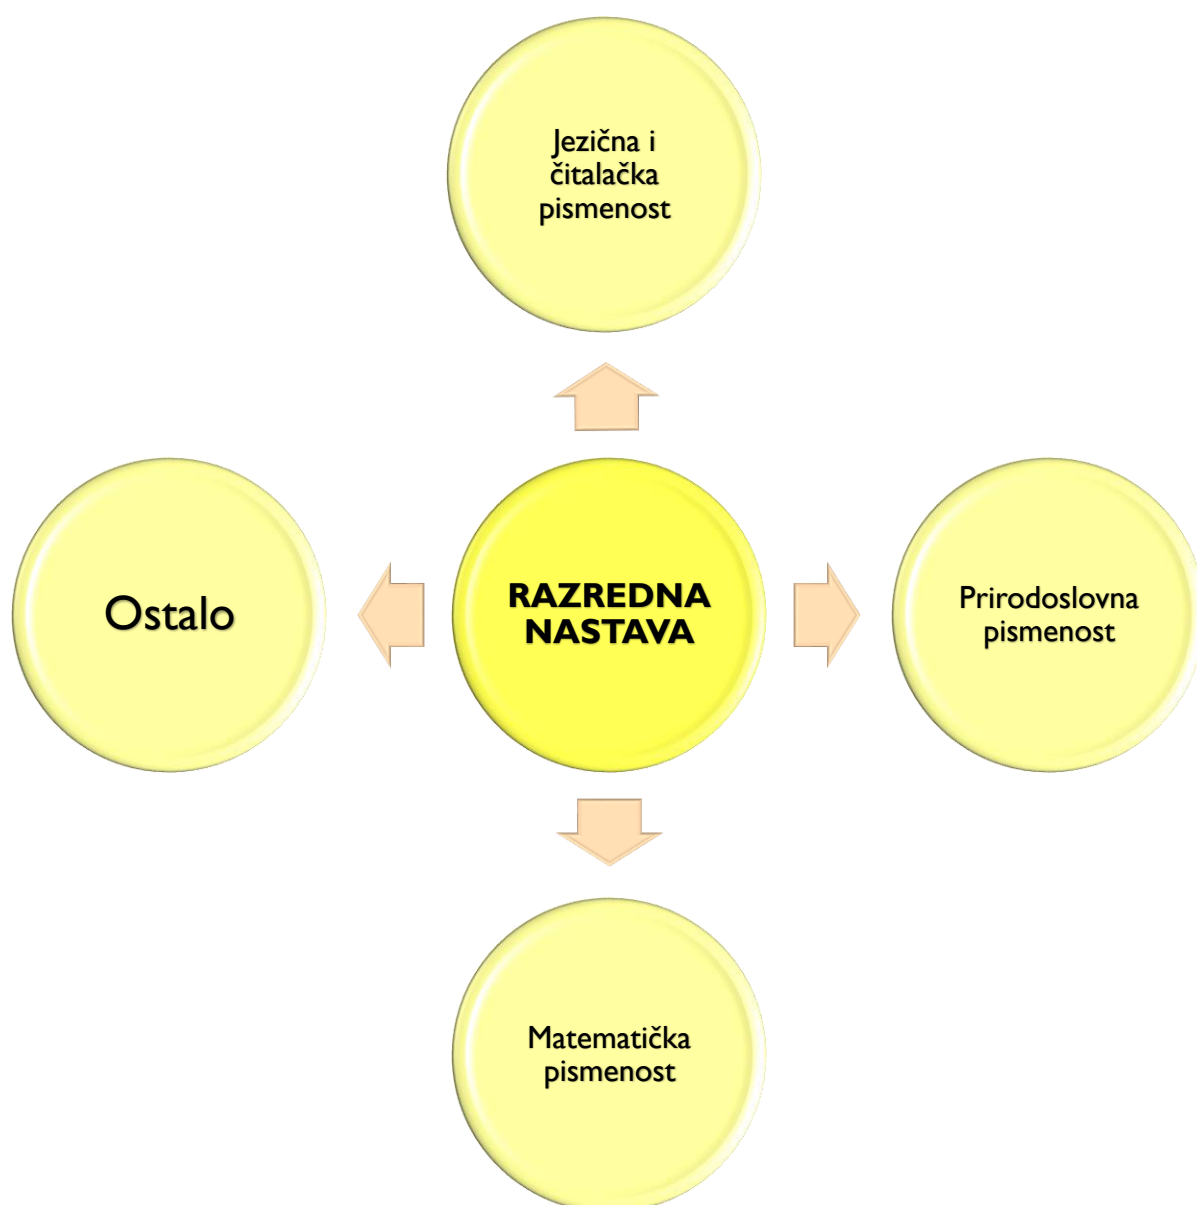 Jezična i
čitalačka
pismenost
Ostalo
RAZREDNA
NASTAVA
Prirodoslovna
pismenost
Matematička
pismenost